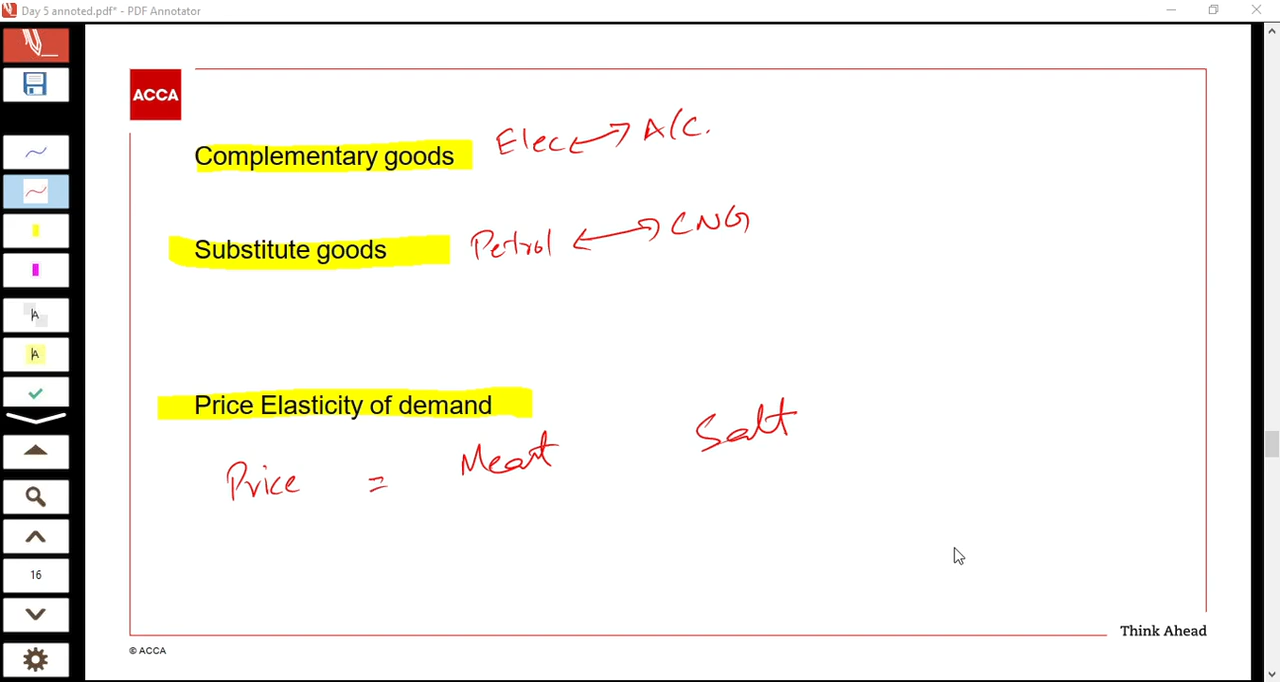 Day 5 annoted.pdf* - PDF Annotator
ACCA
Complementary goods Elec ↔ A/C.
Substitute goods Petrol ↔ CNG
Price Elasticity of demand
Salt
Meat
Price =
16
Think Ahead
© ACCA